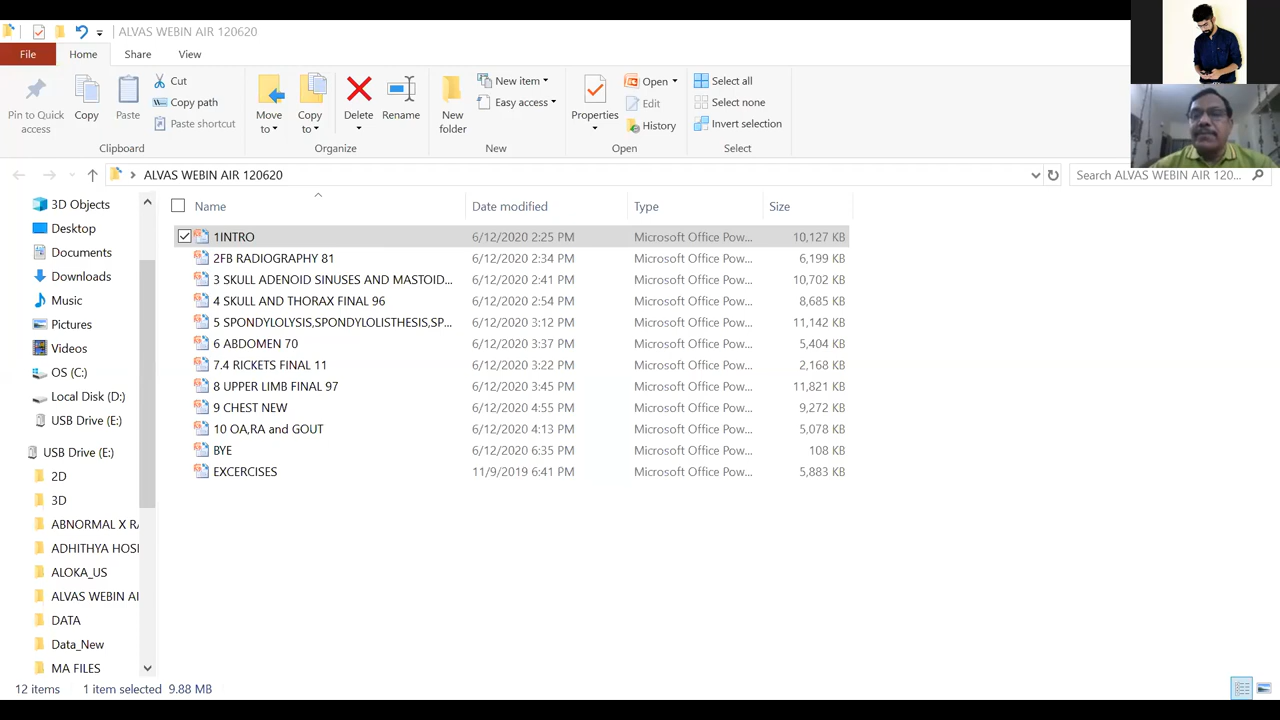 ALVAS WEBIN AIR 120620
File Home Share View
Pin to Quick access
Copy
Paste
Cut
Copy path
Paste shortcut
Clipboard
Move to
Copy to
Delete
Rename
Organize
New folder
New item
Easy access
New
Properties
Open
Edit
History
Open
Select all
Select none
Invert selection
Select
ALVAS WEBIN AIR 120620
Search ALVAS WEBIN AIR 120...
3D Objects
Desktop
Documents
Downloads
Music
Pictures
Videos
OS (C:)
Local Disk (D:)
USB Drive (E:)
USB Drive (E:)
2D
3D
ABNORMAL X RA
ADHITHYA HOSI
ALOKA_US
ALVAS WEBIN AI
DATA
Data_New
MA FILES
Name Date modified Type Size
1INTRO 6/12/2020 2:25 PM Microsoft Office Pow... 10,127 KB
2FB RADIOGRAPHY 81 6/12/2020 2:34 PM Microsoft Office Pow... 6,199 KB
3 SKULL ADENOID SINUSES AND MASTOID... 6/12/2020 2:41 PM Microsoft Office Pow... 10,702 KB
4 SKULL AND THORAX FINAL 96 6/12/2020 2:54 PM Microsoft Office Pow... 8,685 KB
5 SPONDYLOLYSIS,SPONDYLOLISTHESIS,SP... 6/12/2020 3:12 PM Microsoft Office Pow... 11,142 KB
6 ABDOMEN 70 6/12/2020 3:37 PM Microsoft Office Pow... 5,404 KB
7.4 RICKETS FINAL 11 6/12/2020 3:22 PM Microsoft Office Pow... 2,168 KB
8 UPPER LIMB FINAL 97 6/12/2020 3:45 PM Microsoft Office Pow... 11,821 KB
9 CHEST NEW 6/12/2020 4:55 PM Microsoft Office Pow... 9,272 KB
10 OA,RA and GOUT 6/12/2020 4:13 PM Microsoft Office Pow... 5,078 KB
BYE 6/12/2020 6:35 PM Microsoft Office Pow... 108 KB
EXCERCISES 11/9/2019 6:41 PM Microsoft Office Pow... 5,883 KB
12 items 1 item selected 9.88 MB